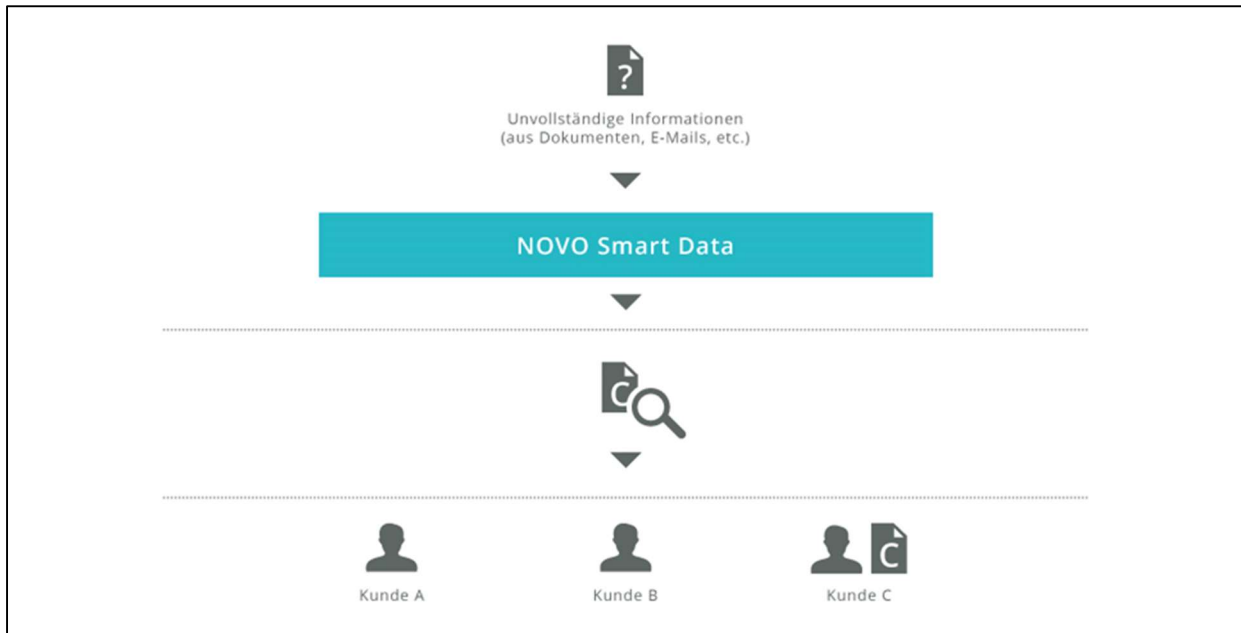 ?
Unvollständige Informationen
(aus Dokumenten, E-Mails, etc.)
NOVO Smart Data
C
C
Kunde A
Kunde B
Kunde C